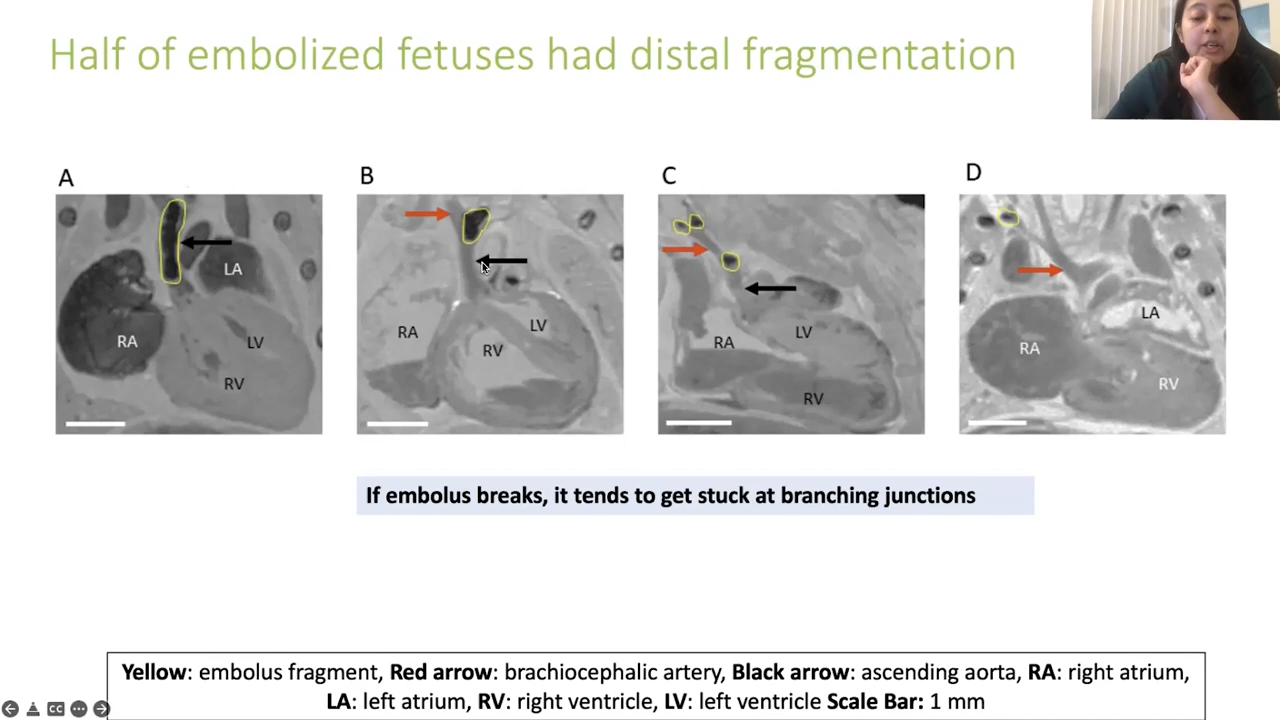 Half of embolized fetuses had distal fragmentation
A
B
C
D
LA
RA
LV
RV
RA
LV
RV
LV
RA
RV
LA
RA
RV
If embolus breaks, it tends to get stuck at branching junctions
Yellow: embolus fragment, Red arrow: brachiocephalic artery, Black arrow: ascending aorta, RA: right atrium,
LA: left atrium, RV: right ventricle, LV: left ventricle Scale Bar: 1 mm
CC